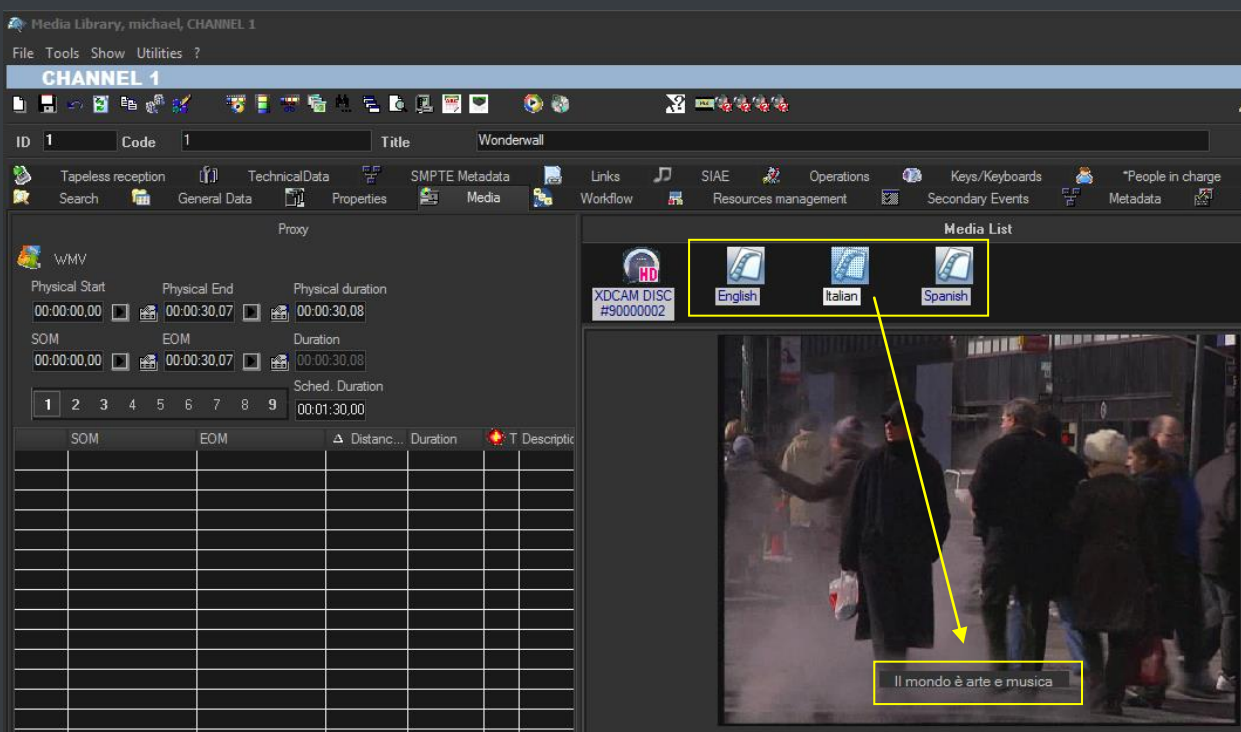 Media Library, michael, CHANNEL 1
File Tools Show Utilities ?
CHANNEL 1
ID 1 Code 1 Title Wonderwall
Tapeless reception TechnicalData SMPTE Metadata Links SIAE Operations Keys/Keyboards *People in charge
Search General Data Properties Media Workflow Resources management Secondary Events Metadata
Proxy
Media List
WMV
HD
XDCAM DISC
#90000002
English Italian Spanish
Physical Start Physical End Physical duration
00:00:00,00 00:00:30,07 00:00:30,08
SOM EOM Duration
00:00:00,00 00:00:30,07 00:00:30,08
Sched. Duration
1 2 3 4 5 6 7 8 9 00:01:30,00
SOM EOM Distanc... Duration T Descriptic
Il mondo è arte e musica